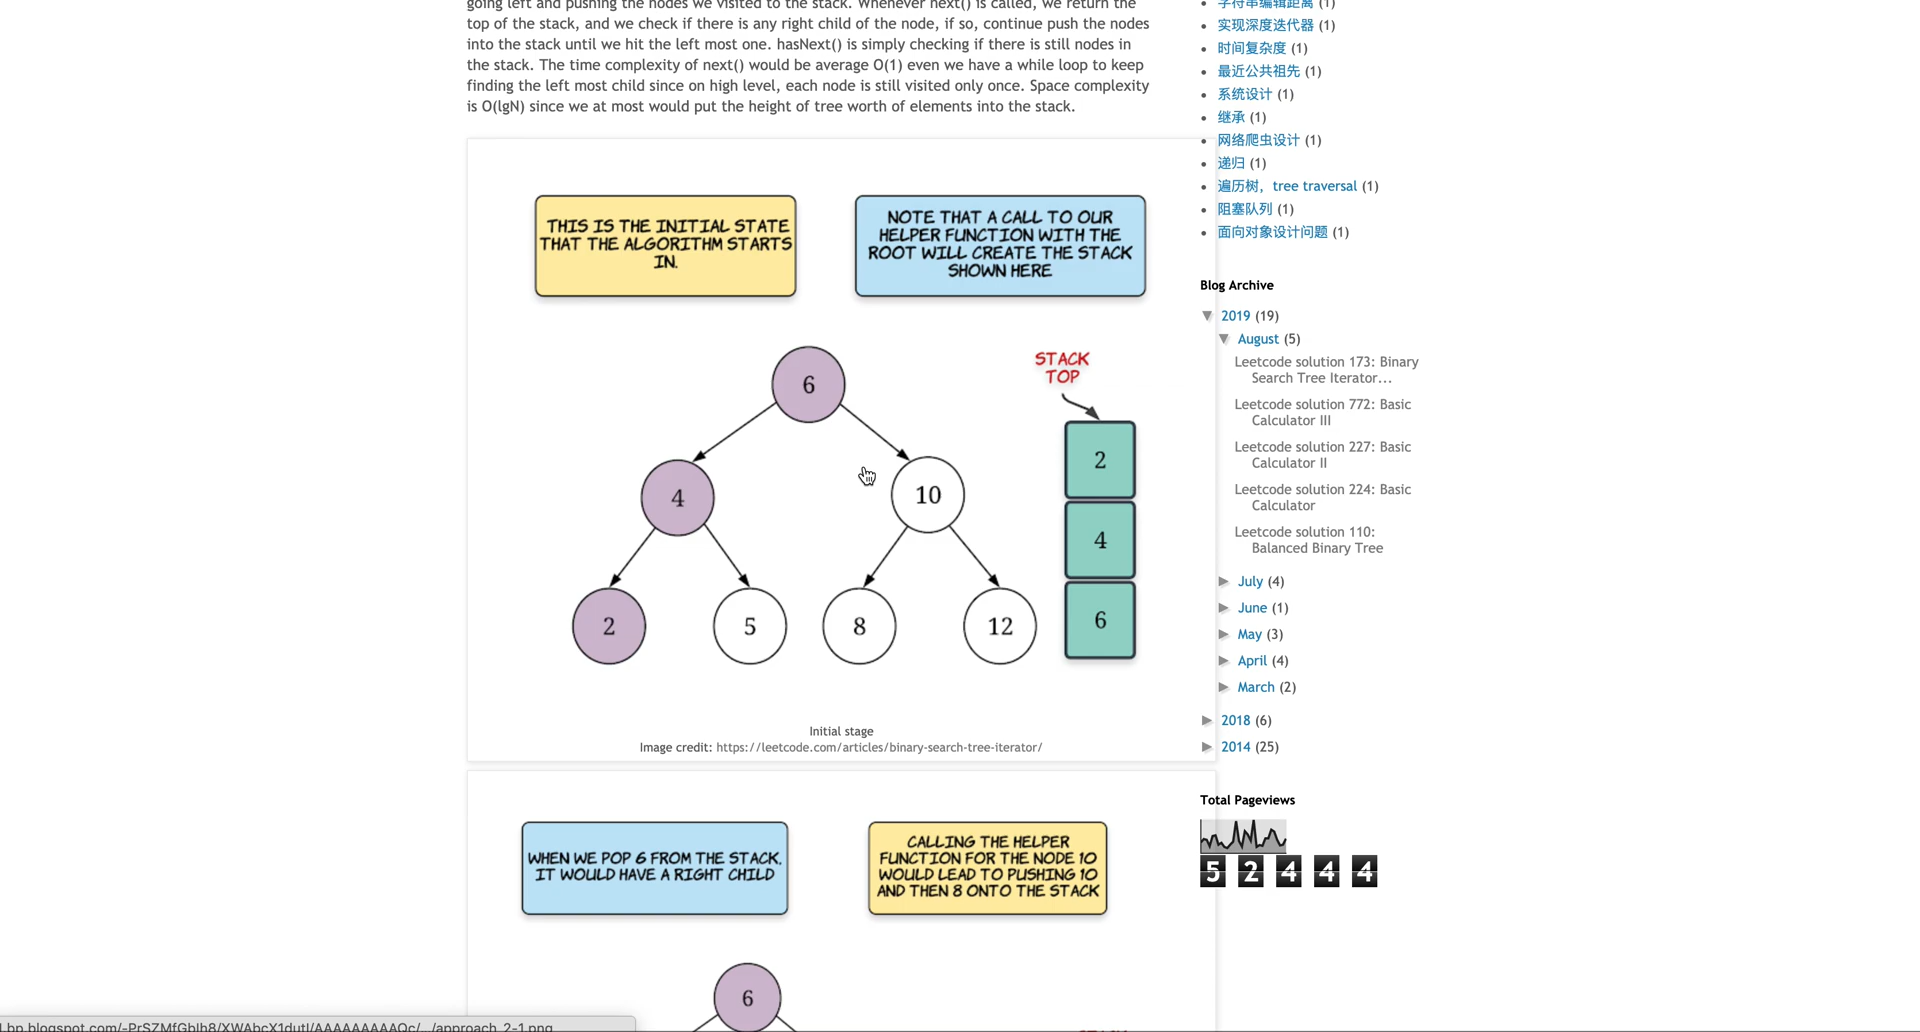 going left and pushing the nodes we visited to the stack. Whenever next() is called, we return the
top of the stack, and we check if there is any right child of the node, if so, continue push the nodes
into the stack until we hit the left most one. hasNext() is simply checking if there is still nodes in
the stack. The time complexity of next() would be average O(1) even we have a while loop to keep
finding the left most child since on high level, each node is still visited only once. Space complexity
is O(lgN) since we at most would put the height of tree worth of elements into the stack.
THIS IS THE INITIAL STATE
THAT THE ALGORITHM STARTS
IN.
NOTE THAT A CALL TO OUR
HELPER FUNCTION WITH THE
ROOT WILL CREATE THE STACK
SHOWN HERE
6
4
10
2
5
8
12
STACK
TOP
2
4
6
Initial stage
Image credit: https://leetcode.com/articles/binary-search-tree-iterator/
WHEN WE POP 6 FROM THE STACK,
IT WOULD HAVE A RIGHT CHILD
CALLING THE HELPER
FUNCTION FOR THE NODE 10
WOULD LEAD TO PUSHING 10
AND THEN 8 ONTO THE STACK
6
字符串编辑距离 (1)
实现深度迭代器 (1)
时间复杂度 (1)
最近公共祖先 (1)
系统设计 (1)
继承 (1)
网络爬虫设计 (1)
递归 (1)
遍历树，tree traversal (1)
阻塞队列 (1)
面向对象设计问题 (1)
Blog Archive
▼ 2019 (19)
▼ August (5)
Leetcode solution 173: Binary
Search Tree Iterator...
Leetcode solution 772: Basic
Calculator III
Leetcode solution 227: Basic
Calculator II
Leetcode solution 224: Basic
Calculator
Leetcode solution 110:
Balanced Binary Tree
► July (4)
► June (1)
► May (3)
► April (4)
► March (2)
► 2018 (6)
► 2014 (25)
Total Pageviews
5 2 4 4 4